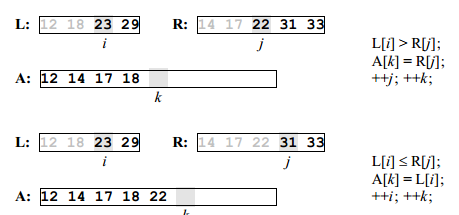 L: 12 18 23 29 R: 14 17 22 31 33
i j
L[i] > R[j];
A[k] = R[j];
++j; ++k;
A: 12 14 17 18
k
L: 12 18 23 29 R: 14 17 22 31 33
i j
L[i] ≤ R[j];
A[k] = L[i];
++i; ++k;
A: 12 14 17 18 22
k